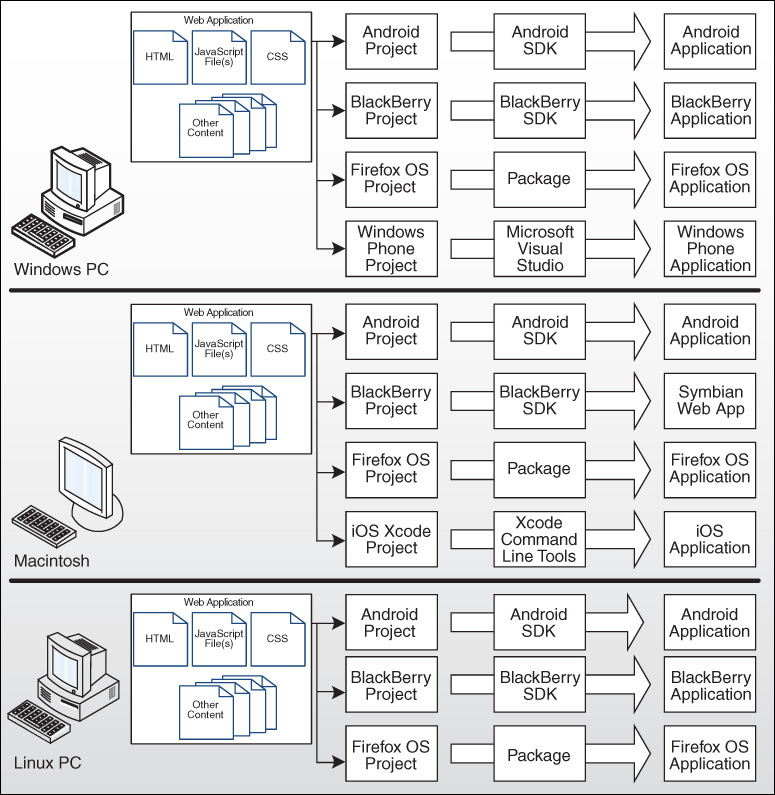 Web Application
HTML
JavaScript
File(s)
CSS
Other
Content
Windows PC
Android
Project
Android
SDK
Android
Application
BlackBerry
Project
BlackBerry
SDK
BlackBerry
Application
Firefox OS
Project
Package
Firefox OS
Application
Windows
Phone
Project
Microsoft
Visual
Studio
Windows
Phone
Application
Web Application
HTML
JavaScript
File(s)
CSS
Other
Content
Macintosh
Android
Project
Android
SDK
Android
Application
BlackBerry
Project
BlackBerry
SDK
Symbian
Web App
Firefox OS
Project
Package
Firefox OS
Application
iOS Xcode
Project
Xcode
Command
Line Tools
iOS
Application
Web Application
HTML
JavaScript
File(s)
CSS
Other
Content
Linux PC
Android
Project
Android
SDK
Android
Application
BlackBerry
Project
BlackBerry
SDK
BlackBerry
Application
Firefox OS
Project
Package
Firefox OS
Application